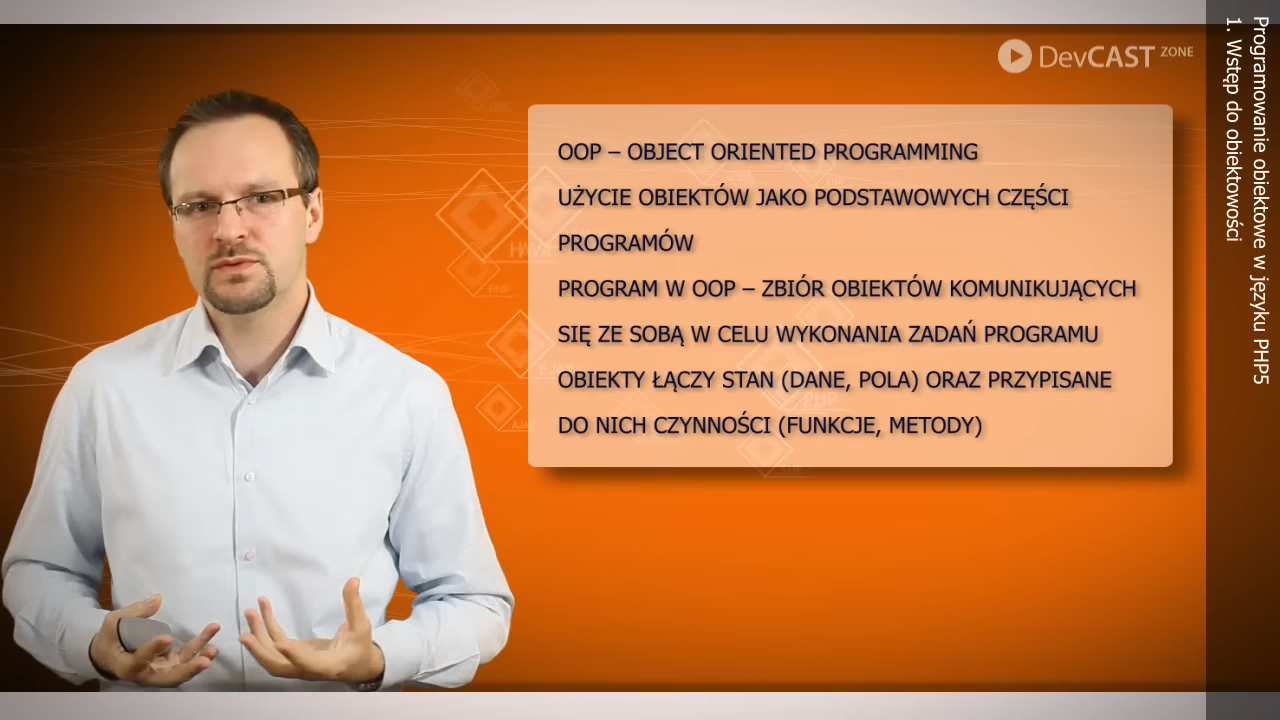 DevCAST ZONE
OOP – OBJECT ORIENTED PROGRAMMING
UŻYCIE OBIEKTÓW JAKO PODSTAWOWYCH CZĘŚCI
PROGRAMÓW
PROGRAM W OOP – ZBIÓR OBIEKTÓW KOMUNIKUJĄCYCH
SIĘ ZE SOBĄ W CELU WYKONANIA ZADAŃ PROGRAMU
OBIEKTY ŁĄCZY STAN (DANE, POLA) ORAZ PRZYPISANE
DO NICH CZYNNOŚCI (FUNKCJE, METODY)
Programowanie obiektowe w języku PHP5
1. Wstęp do obiektowości
PHP
PHP